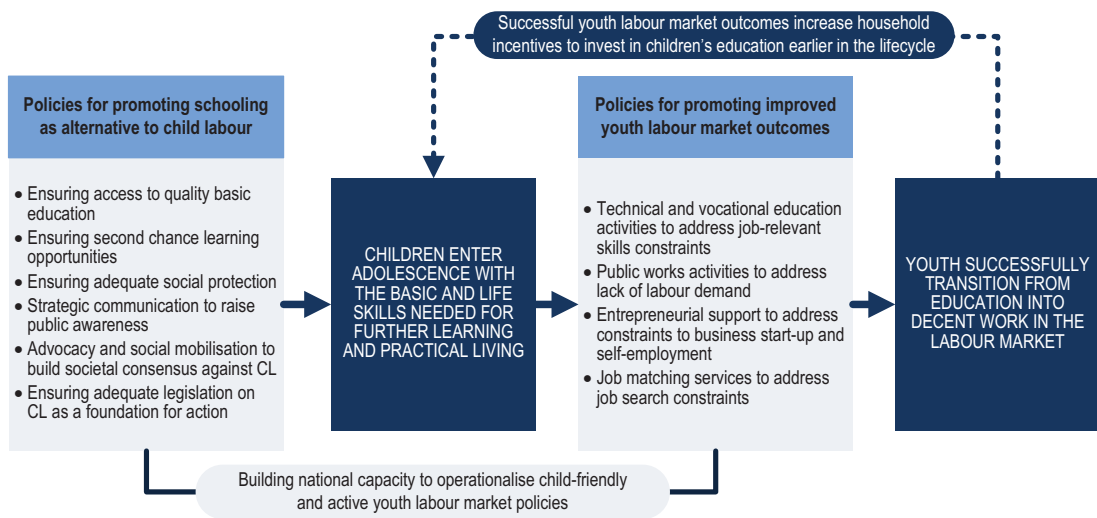 Successful youth labour market outcomes increase household
incentives to invest in children’s education earlier in the lifecycle
Policies for promoting schooling
as alternative to child labour
• Ensuring access to quality basic
education
• Ensuring second chance learning
opportunities
• Ensuring adequate social protection
• Strategic communication to raise
public awareness
• Advocacy and social mobilisation to
build societal consensus against CL
• Ensuring adequate legislation on
CL as a foundation for action
CHILDREN ENTER
ADOLESCENCE WITH
THE BASIC AND LIFE
SKILLS NEEDED FOR
FURTHER LEARNING
AND PRACTICAL LIVING
Policies for promoting improved
youth labour market outcomes
• Technical and vocational education
activities to address job-relevant
skills constraints
• Public works activities to address
lack of labour demand
• Entrepreneurial support to address
constraints to business start-up and
self-employment
• Job matching services to address
job search constraints
YOUTH SUCCESSFULLY
TRANSITION FROM
EDUCATION INTO
DECENT WORK IN THE
LABOUR MARKET
Building national capacity to operationalise child-friendly
and active youth labour market policies